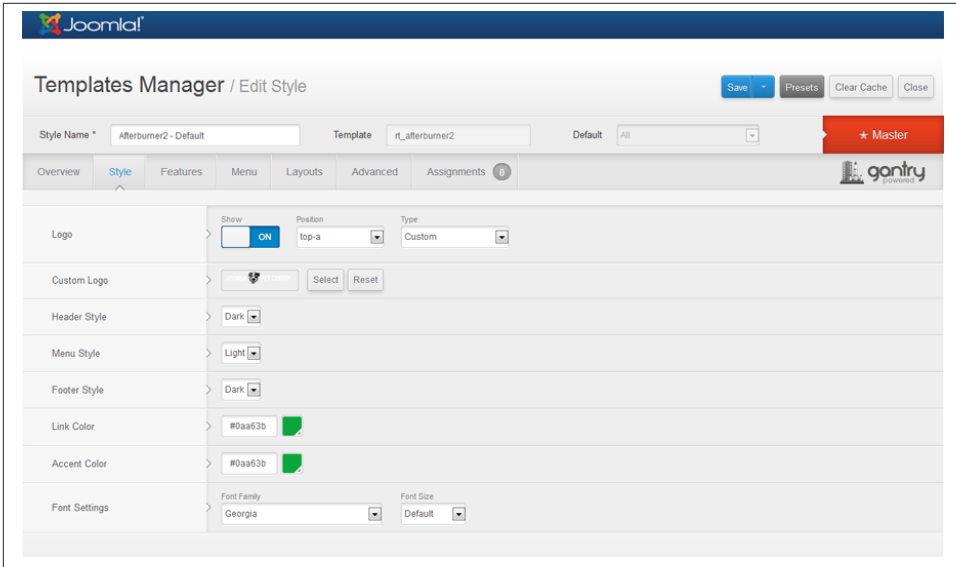 Joomla!
Templates Manager / Edit Style
Save Presets Clear Cache Close
Style Name * Afterburner2 - Default Template rt_afterburner2 Default All ★ Master
Overview Style Features Menu Layouts Advanced Assignments 0 gantry powered
Show Position Type
Logo ON top-a Custom
Custom Logo Select Reset
Header Style Dark
Menu Style Light
Footer Style Dark
Link Color #0aa63b
Accent Color #0aa63b
Font Family Font Size
Font Settings Georgia Default